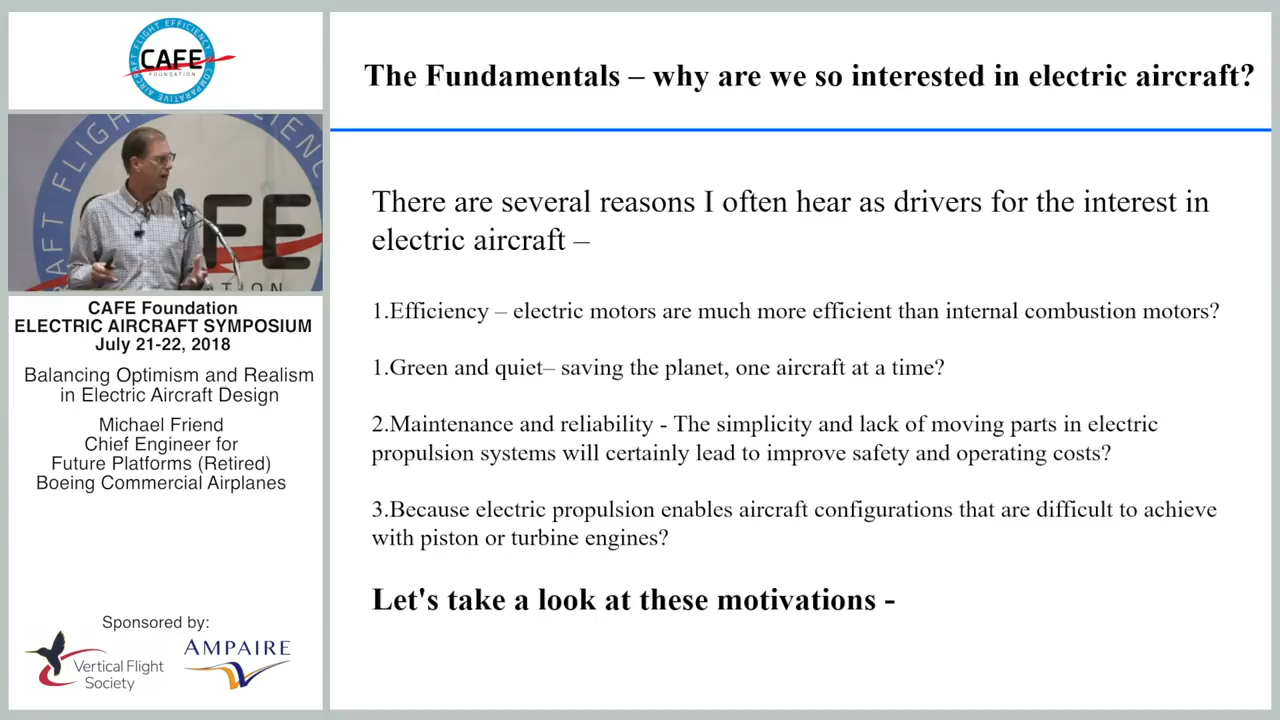 AIRCRAFT FLIGHT EFFICIENCY COMPARATIVE
CAFE
FOUNDATION
CAFE Foundation
ELECTRIC AIRCRAFT SYMPOSIUM
July 21-22, 2018
Balancing Optimism and Realism
in Electric Aircraft Design
Michael Friend
Chief Engineer for
Future Platforms (Retired)
Boeing Commercial Airplanes
Sponsored by:
Vertical Flight
Society
AMPAIRE
The Fundamentals – why are we so interested in electric aircraft?
There are several reasons I often hear as drivers for the interest in
electric aircraft –
1.Efficiency – electric motors are much more efficient than internal combustion motors?
1.Green and quiet– saving the planet, one aircraft at a time?
2.Maintenance and reliability - The simplicity and lack of moving parts in electric
propulsion systems will certainly lead to improve safety and operating costs?
3.Because electric propulsion enables aircraft configurations that are difficult to achieve
with piston or turbine engines?
Let's take a look at these motivations -